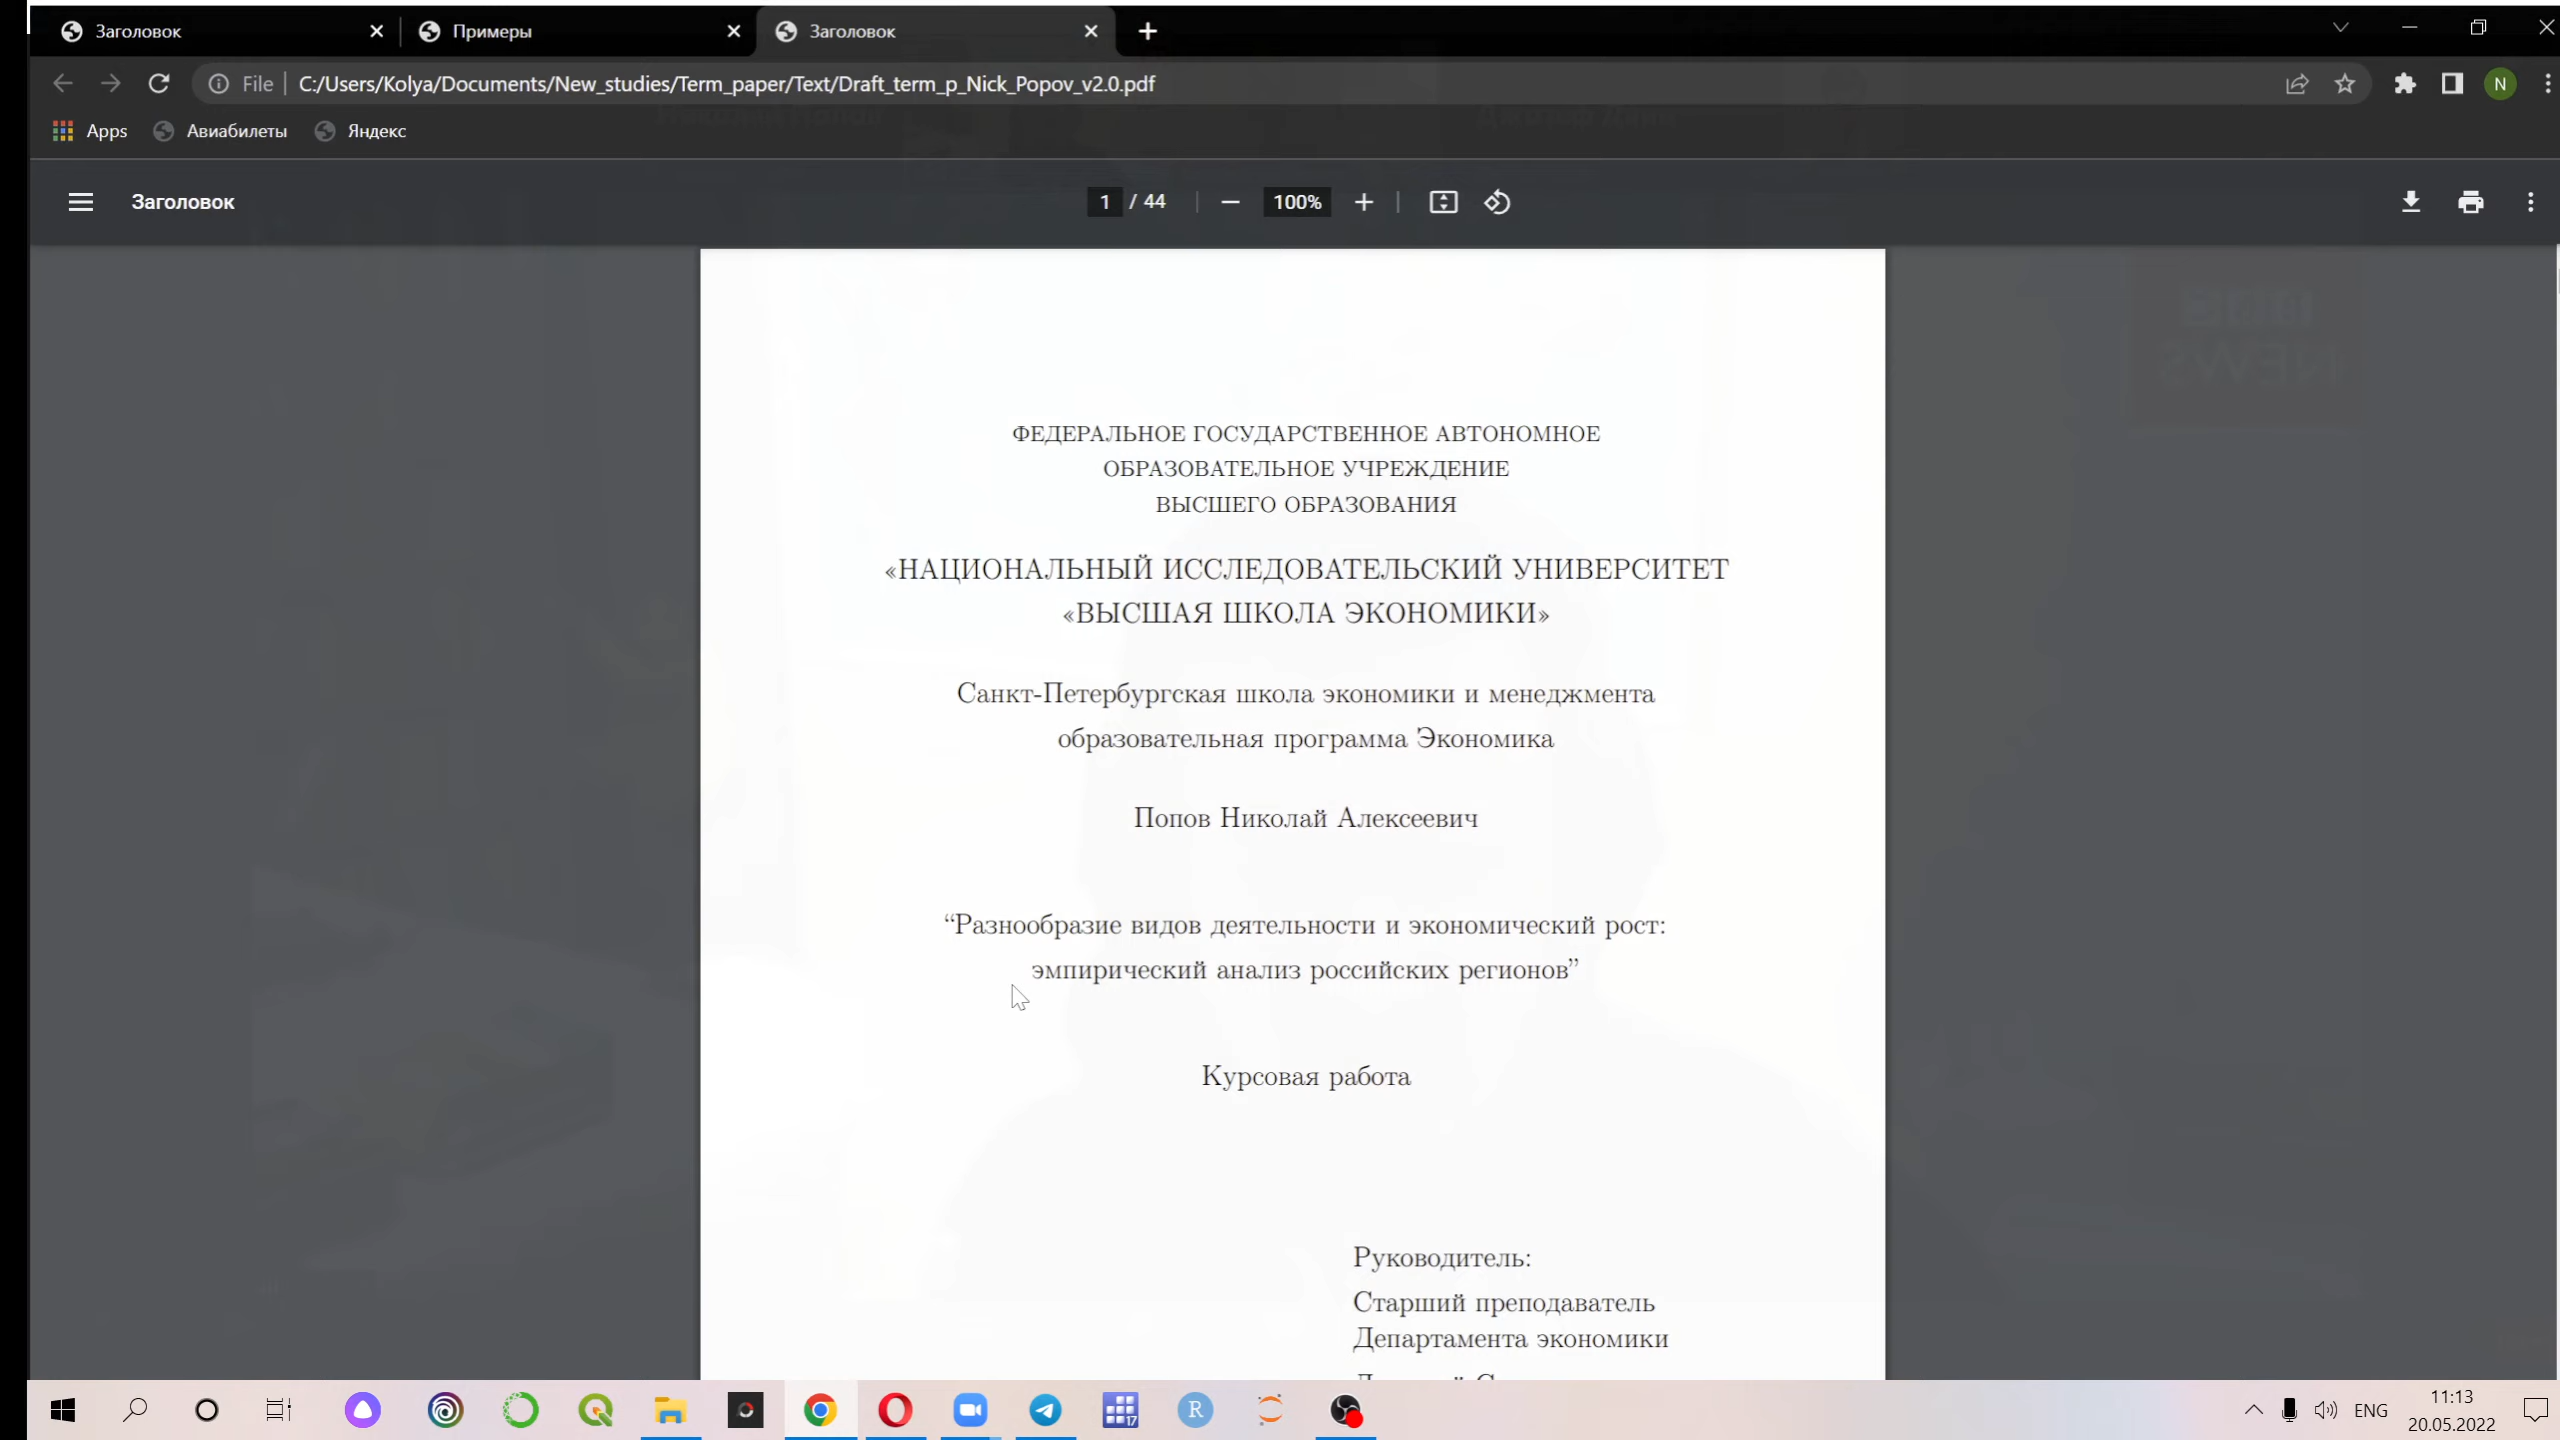 Заголовок
Примеры
Заголовок
File
C:/Users/Kolya/Documents/New_studies/Term_paper/Text/Draft_term_p_Nick_Popov_v2.0.pdf
N
Apps
Авиабилеты
Яндекс
Заголовок
1 / 44
100%
NEWS
ФЕДЕРАЛЬНОЕ ГОСУДАРСТВЕННОЕ АВТОНОМНОЕ
ОБРАЗОВАТЕЛЬНОЕ УЧРЕЖДЕНИЕ
ВЫСШЕГО ОБРАЗОВАНИЯ
«НАЦИОНАЛЬНЫЙ ИССЛЕДОВАТЕЛЬСКИЙ УНИВЕРСИТЕТ
«ВЫСШАЯ ШКОЛА ЭКОНОМИКИ»
Санкт-Петербургская школа экономики и менеджмента
образовательная программа Экономика
Попов Николай Алексеевич
“Разнообразие видов деятельности и экономический рост:
эмпирический анализ российских регионов”
Курсовая работа
Руководитель:
Старший преподаватель
Департамента экономики
17
R
ENG
11:13
20.05.2022